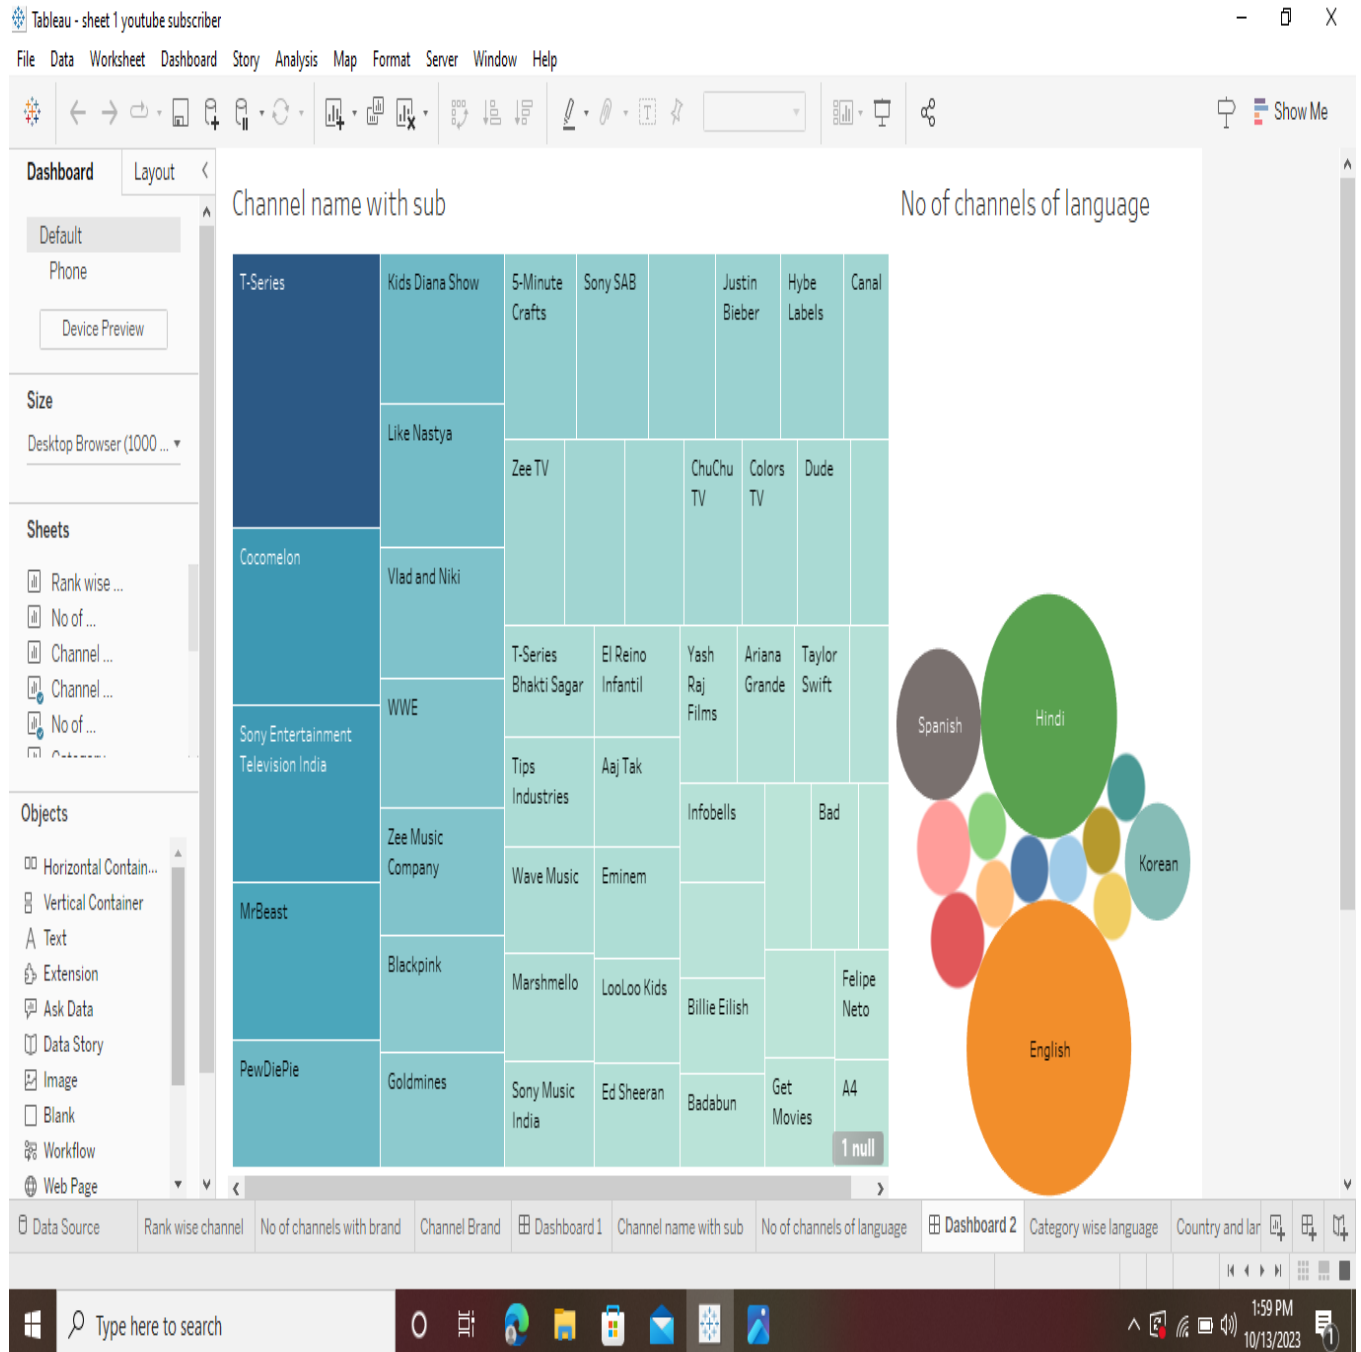 Tableau - sheet 1 youtube subscriber
File Data Worksheet Dashboard Story Analysis Map Format Server Window Help
Show Me
Dashboard Layout
Default
Phone
Device Preview
Size
Desktop Browser (1000 ...
Sheets
Rank wise ...
No of ...
Channel ...
Channel ...
No of ...
Objects
Horizontal Contain...
Vertical Container
Text
Extension
Ask Data
Data Story
Image
Blank
Workflow
Web Page
Channel name with sub
T-Series
Cocomelon
Sony Entertainment
Television India
MrBeast
PewDiePie
Kids Diana Show
Like Nastya
Vlad and Niki
WWE
Zee Music
Company
Blackpink
Goldmines
5-Minute
Crafts
Sony SAB
Justin
Bieber
Hybe
Labels
Canal
Zee TV
ChuChu
TV
Colors
TV
Dude
T-Series
Bhakti Sagar
El Reino
Infantil
Yash
Raj
Films
Ariana
Grande
Taylor
Swift
Tips
Industries
Aaj Tak
Infobells
Bad
Wave Music
Eminem
Marshmello
LooLoo Kids
Billie Eilish
Felipe
Neto
Sony Music
India
Ed Sheeran
Badabun
Get
Movies
A4
1 null
No of channels of language
Spanish
Hindi
Korean
English
Data Source Rank wise channel No of channels with brand Channel Brand Dashboard 1 Channel name with sub No of channels of language Dashboard 2 Category wise language Country and lar
Type here to search
1:59 PM
10/13/2023
1